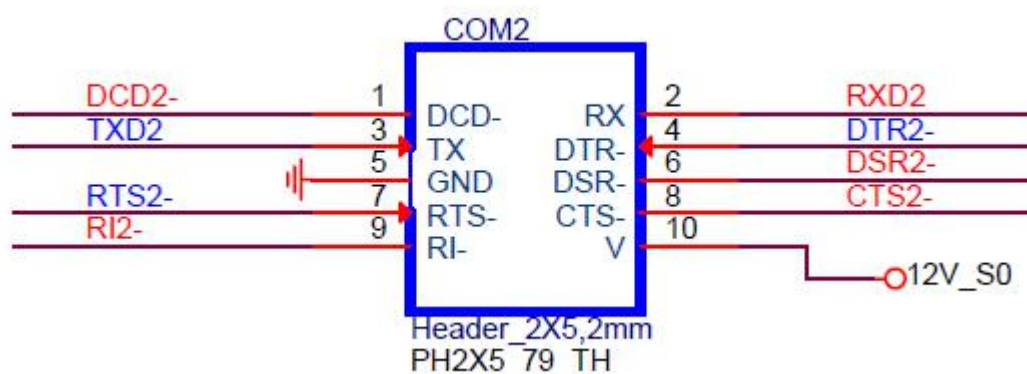 COM2
DCD2- 1 DCD- RX 2 RXD2
TXD2 3 TX DTR- 4 DTR2-
5 GND DSR- 6 DSR2-
RTS2- 7 RTS- CTS- 8 CTS2-
RI2- 9 RI- V 10
12V_S0
Header_2X5,2mm
PH2X5_79_TH